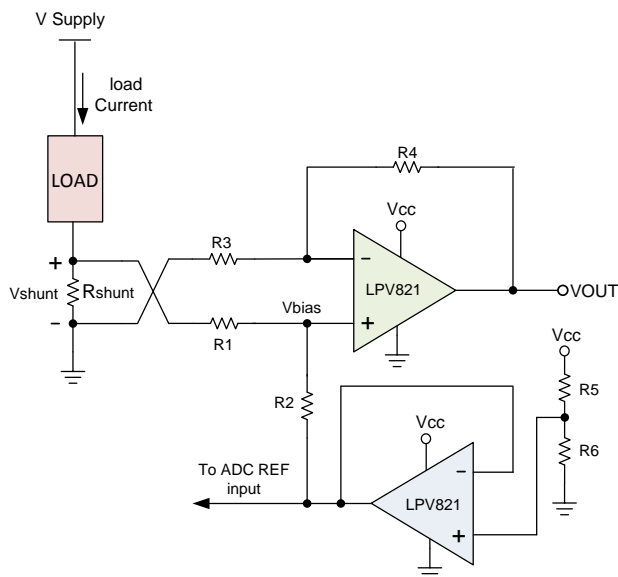 V Supply
load
Current
LOAD
R4
Vcc
R3
+
-
LPV821
VOUT
Vshunt
Rshunt
Vbias
-
R1
+
Vcc
R5
R2
Vcc
R6
To ADC REF
input
-
LPV821
+